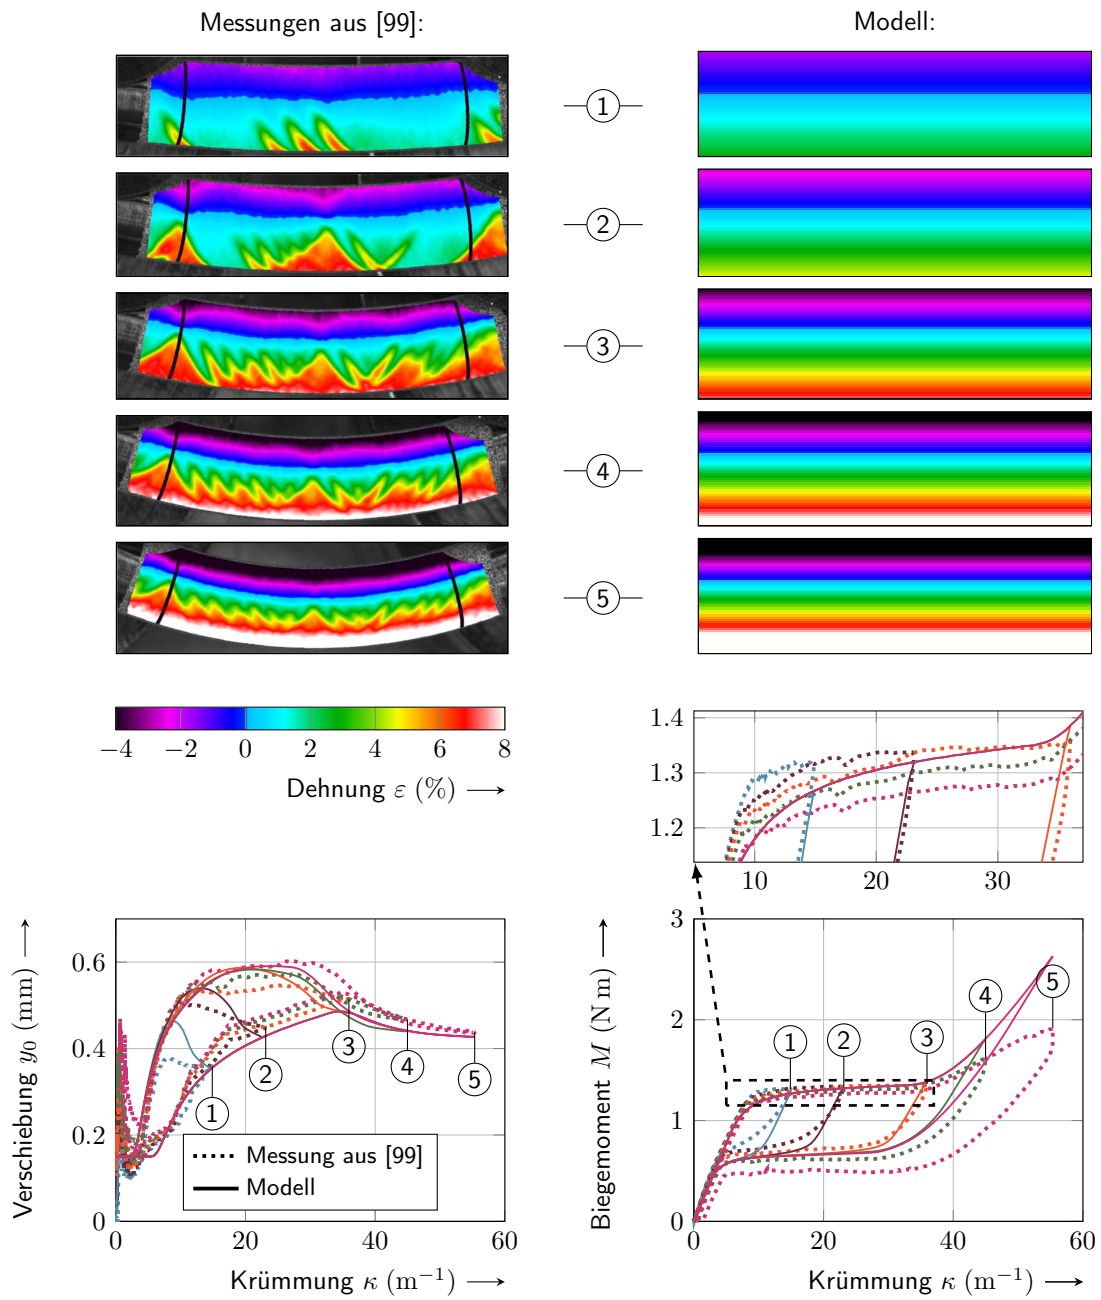 Messungen aus [99]:
Modell:
1
2
3
4
5
−4 −2 0 2 4 6 8
Dehnung ε (%)
1.4
1.3
1.2
10 20 30
Verschiebung y₀ (mm)
0.6
0.4
0.2
0
0 20 40 60
Krümmung κ (m⁻¹)
1
2
3
4
5
Messung aus [99]
Modell
Biegemoment M (N m)
3
2
1
0
0 20 40 60
Krümmung κ (m⁻¹)
1
2
3
4
5